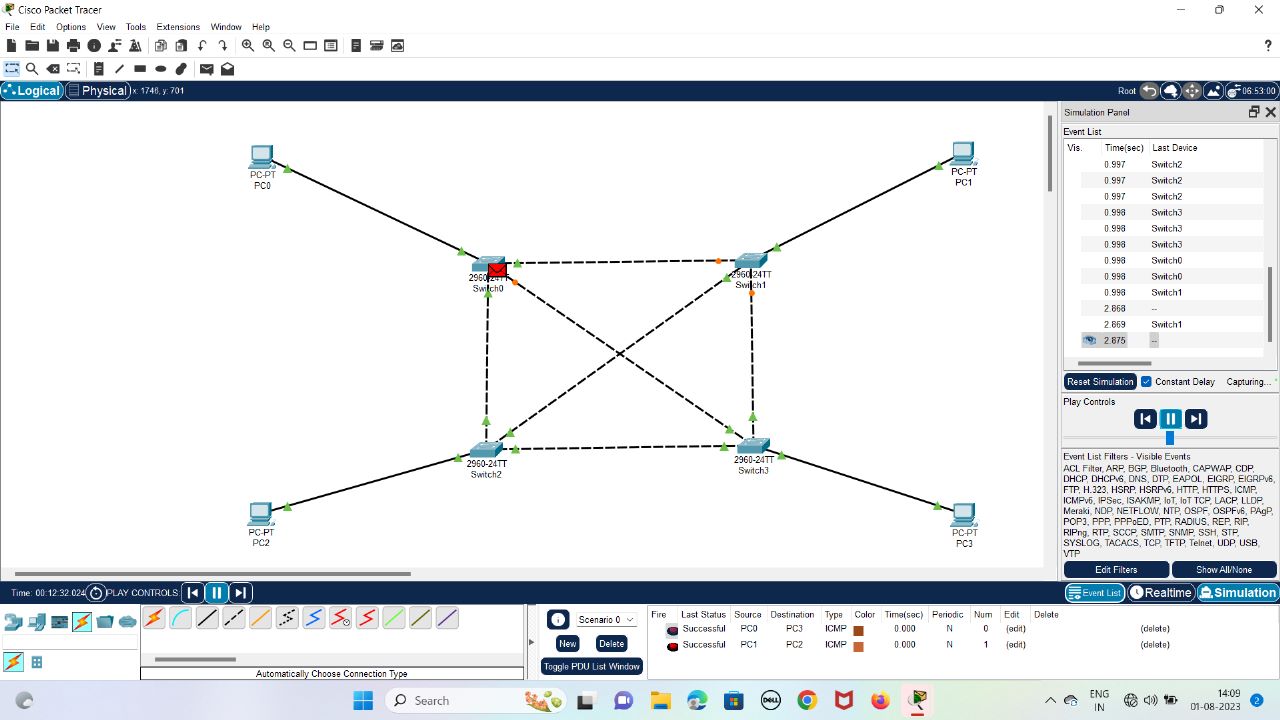 Cisco Packet Tracer
File Edit Options View Tools Extensions Window Help
?
Logical Physical x: 1746, y: 701 Root 06:53:00
PC-PT
PC0
PC-PT
PC1
2960-24TT
Switch0
2960-24TT
Switch1
2960-24TT
Switch2
2960-24TT
Switch3
PC-PT
PC2
PC-PT
PC3
Simulation Panel
Event List
Vis. Time(sec) Last Device
0.997 Switch2
0.997 Switch2
0.997 Switch2
0.998 Switch3
0.998 Switch3
0.998 Switch3
0.998 Switch0
0.998 Switch0
0.998 Switch1
2.868 --
2.869 Switch1
2.875 --
Reset Simulation Constant Delay Capturing...
Play Controls
Event List Filters - Visible Events
ACL Filter, ARP, BGP, Bluetooth, CAPWAP, CDP,
DHCP, DHCPv6, DNS, DTP, EAPOL, EIGRP, EIGRPv6,
FTP, H.323, HSRP, HSRPv6, HTTP, HTTPS, ICMP,
ICMPv6, IPSec, ISAKMP, IoT, IoT TCP, LACP, LLDP,
Meraki, NDP, NETFLOW, NTP, OSPF, OSPFv6, PAgP,
POP3, PPP, PPPoED, PTP, RADIUS, REP, RIP,
RIPng, RTP, SCCP, SMTP, SNMP, SSH, STP,
SYSLOG, TACACS, TCP, TFTP, Telnet, UDP, USB,
VTP
Edit Filters Show All/None
Time: 00:12:32.024 PLAY CONTROLS: Event List Realtime Simulation
Automatically Choose Connection Type
Scenario 0
New Delete
Toggle PDU List Window
Fire Last Status Source Destination Type Color Time(sec) Periodic Num Edit Delete
Successful PC0 PC3 ICMP 0.000 N 0 (edit) (delete)
Successful PC1 PC2 ICMP 0.000 N 1 (edit) (delete)
Search DELL ENG
IN 14:09
01-08-2023 2